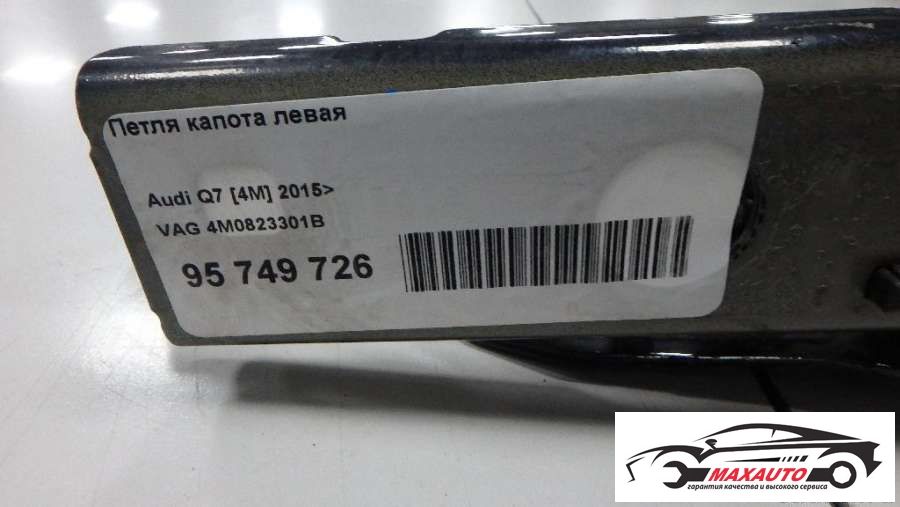 Петля капота левая
Audi Q7 [4M] 2015>
VAG 4M0823301B
95 749 726
MAXAUTO
гарантия качества и высокого сервиса